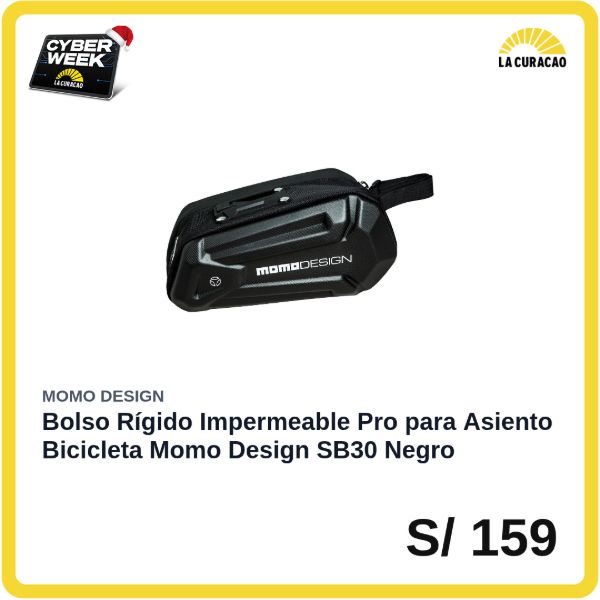 CYBER
WEEK
LA CURACAO
LA CURACAO
momoDESIGN
MOMO DESIGN
Bolso Rígido Impermeable Pro para Asiento
Bicicleta Momo Design SB30 Negro
S/ 159